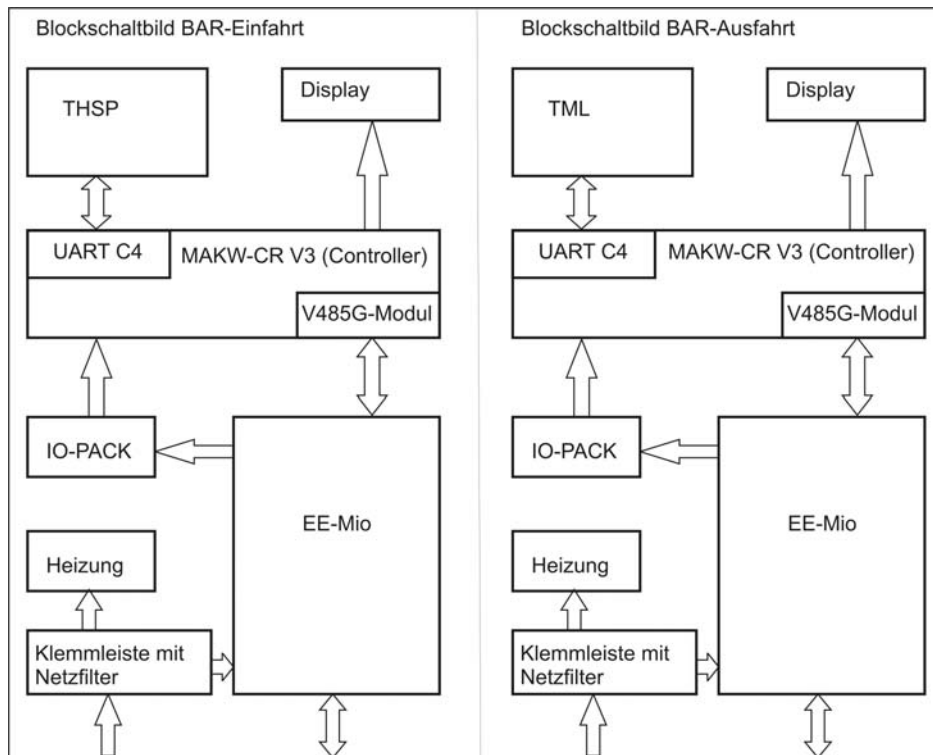 Blockschaltbild BAR-Einfahrt
THSP
Display
UART C4
MAKW-CR V3 (Controller)
V485G-Modul
IO-PACK
EE-Mio
Heizung
Klemmleiste mit
Netzfilter
Blockschaltbild BAR-Ausfahrt
TML
Display
UART C4
MAKW-CR V3 (Controller)
V485G-Modul
IO-PACK
EE-Mio
Heizung
Klemmleiste mit
Netzfilter